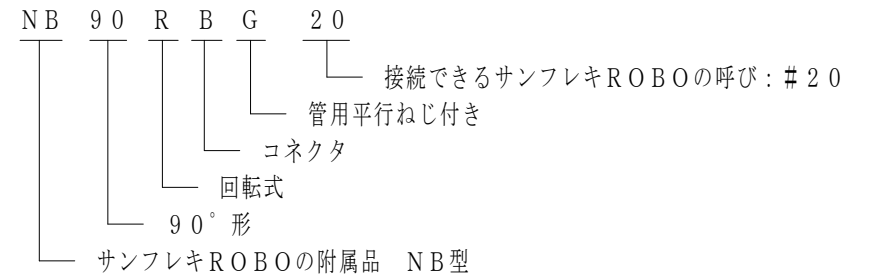 NB 90 R B G 20
接続できるサンフレキROBOの呼び:#20
管用平行ねじ付き
コネクタ
回転式
90°形
サンフレキROBOの附属品 NB型